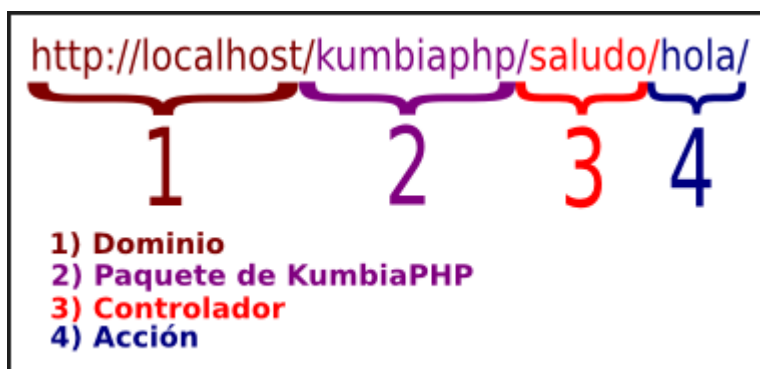 http://localhost/kumbiaphp/saludo/hola/
1 2 3 4
1) Dominio
2) Paquete de KumbiaPHP
3) Controlador
4) Acción